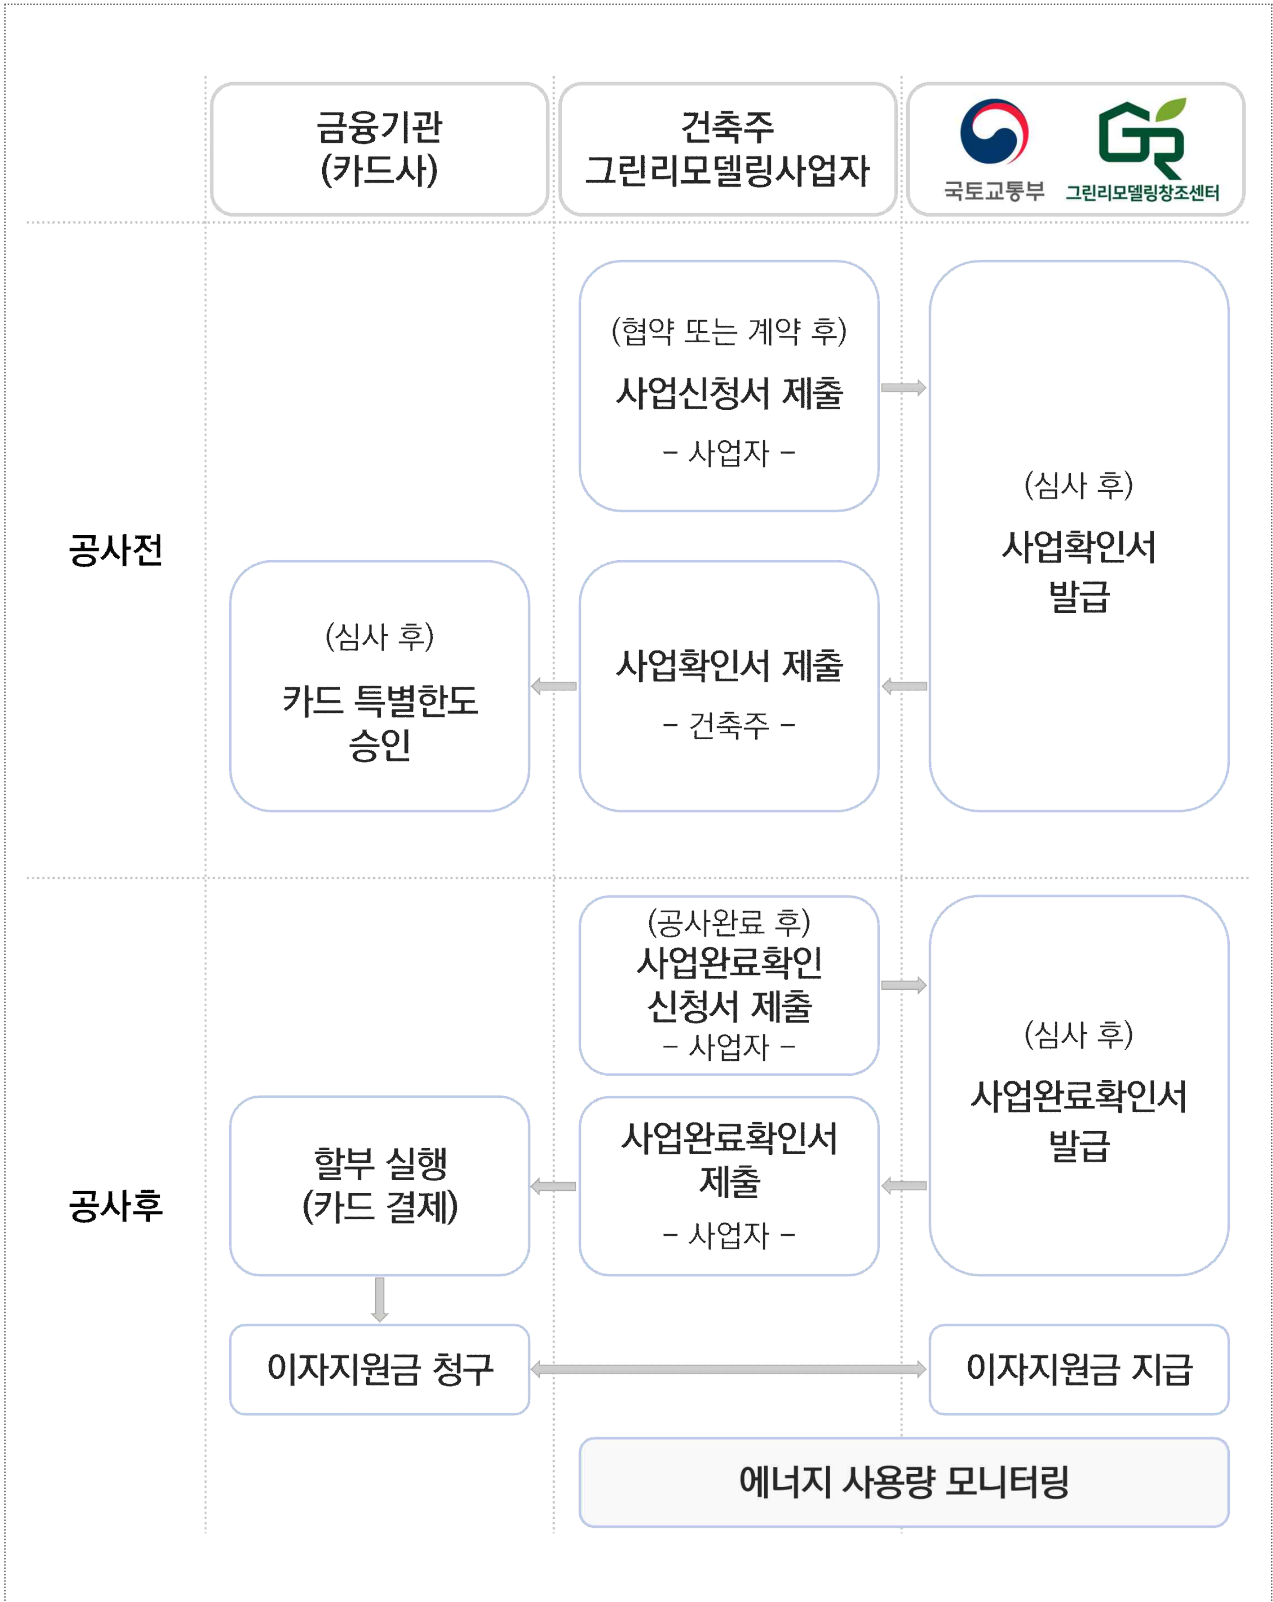 금융기관
(카드사)
건축주
그린리모델링사업자
국토교통부
GR
그린리모델링창조센터
공사전
(협약 또는 계약 후)
사업신청서 제출
- 사업자 -
(심사 후)
사업확인서
발급
사업확인서 제출
- 건축주 -
(심사 후)
카드 특별한도
승인
공사후
(공사완료 후)
사업완료확인
신청서 제출
- 사업자 -
(심사 후)
사업완료확인서
발급
사업완료확인서
제출
- 사업자 -
할부 실행
(카드 결제)
이자지원금 청구
이자지원금 지급
에너지 사용량 모니터링